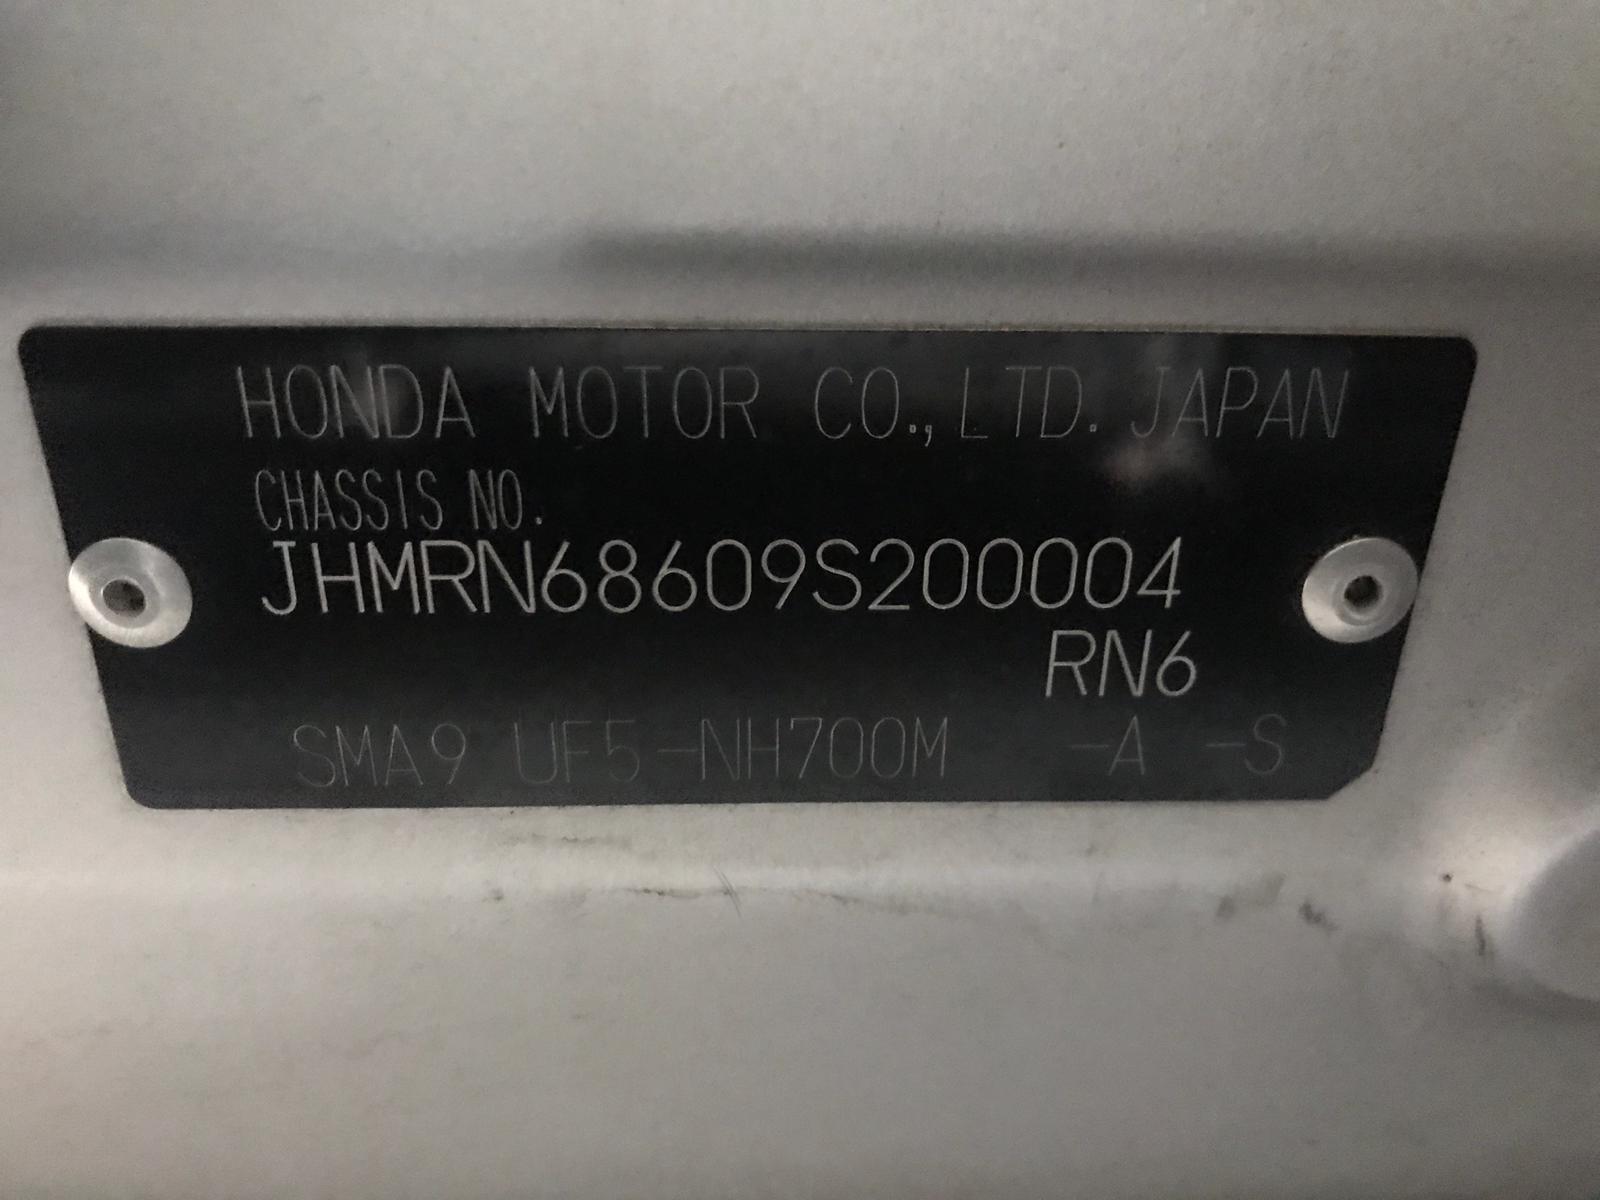 HONDA MOTOR CO., LTD. JAPAN
CHASSIS NO.
JHMRN68609S200004
RN6
SMA9 UF5-NH700M -A -S